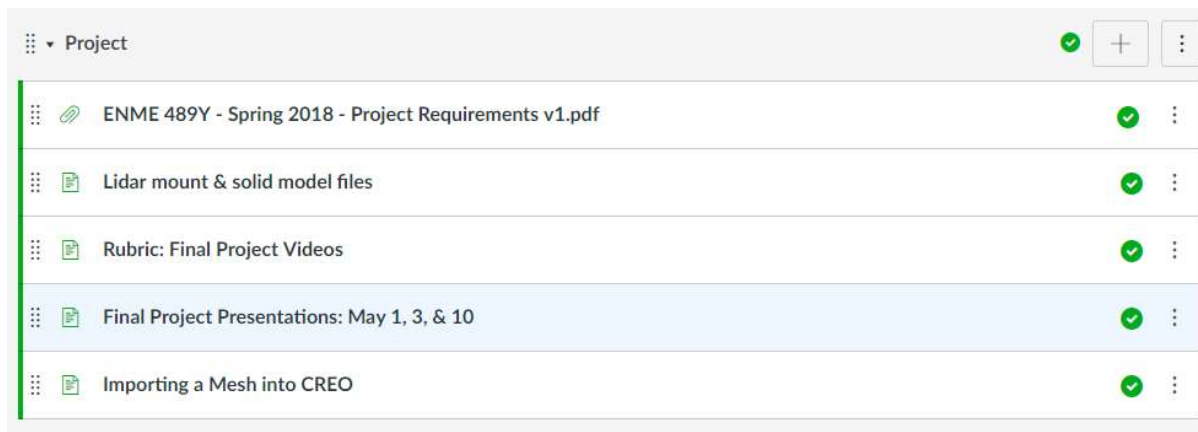 Project
ENME 489Y - Spring 2018 - Project Requirements v1.pdf
Lidar mount & solid model files
Rubric: Final Project Videos
Final Project Presentations: May 1, 3, & 10
Importing a Mesh into CREO